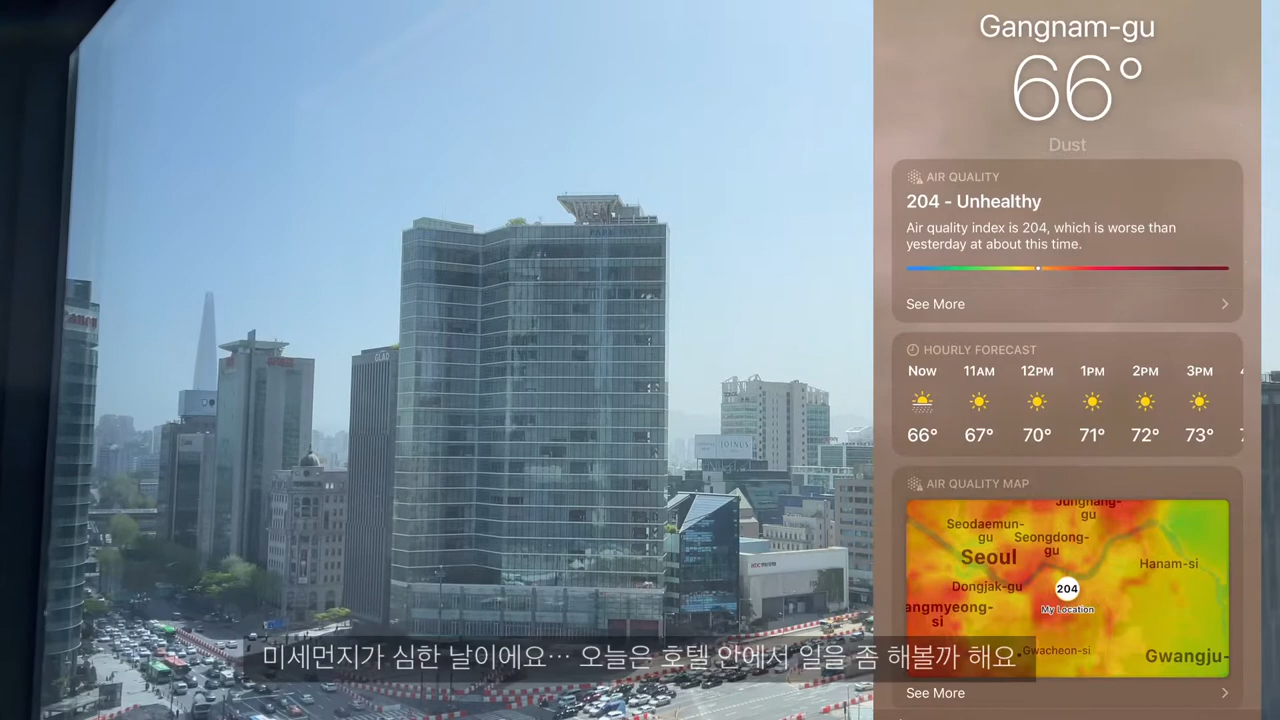 Gangnam-gu
66°
Dust
AIR QUALITY
204 - Unhealthy
Air quality index is 204, which is worse than
yesterday at about this time.
See More
HOURLY FORECAST
Now 11AM 12PM 1PM 2PM 3PM
66° 67° 70° 71° 72° 73°
AIR QUALITY MAP
Jungnang-
gu
Seodaemun-
gu
Seongdong-
gu
Seoul
Hanam-si
Dongjak-gu
204
My Location
angmyeong-
si
Gwacheon-si
Gwangju-
See More
GLAD
JOINUS
미세먼지가 심한 날이에요… 오늘은 호텔 안에서 일을 좀 해볼까 해요